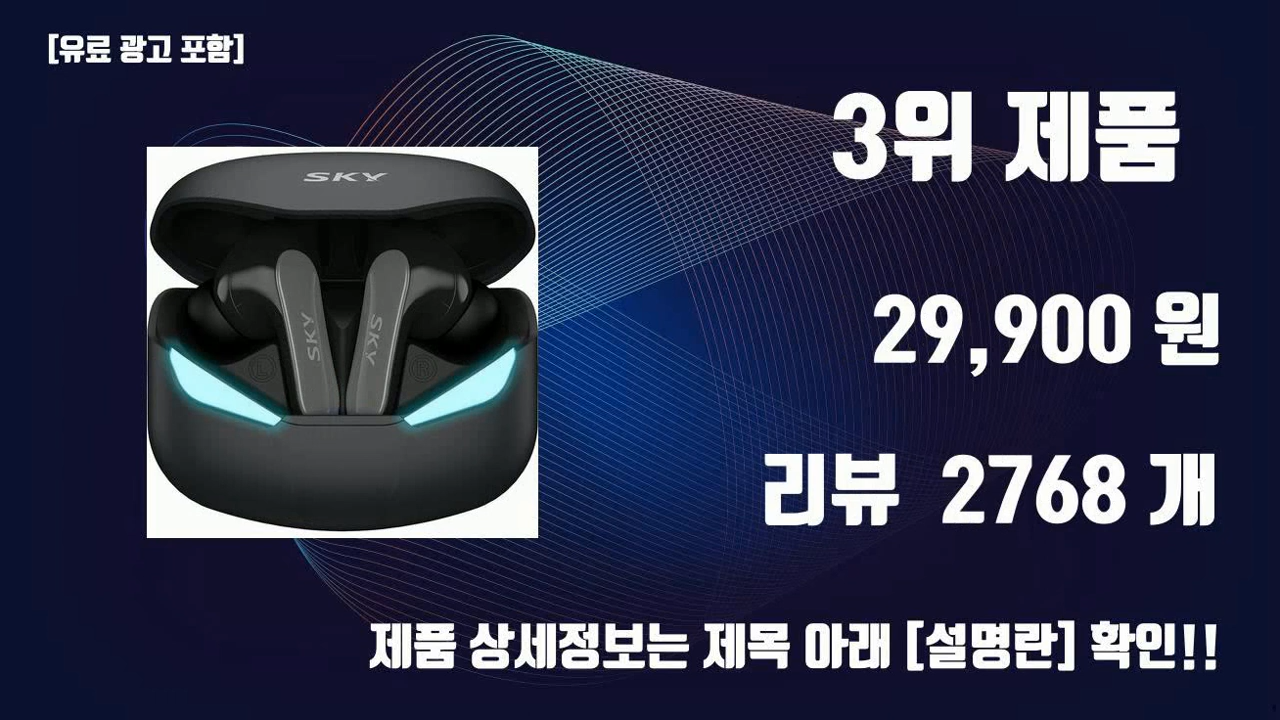 [유료 광고 포함]
3위 제품
SKY
SKY
SKY
L
R
29,900 원
리뷰 2768 개
제품 상세정보는 제목 아래 [설명란] 확인!!